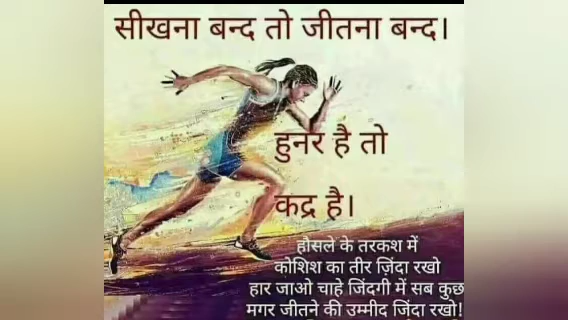 सीखना बन्द तो जीतना बन्द।
हुनर है तो
कद्र है।
हौसले के तरकश में
कोशिश का तीर ज़िंदा रखो
हार जाओ चाहे जिंदगी में सब कुछ
मगर जीतने की उम्मीद जिंदा रखो!